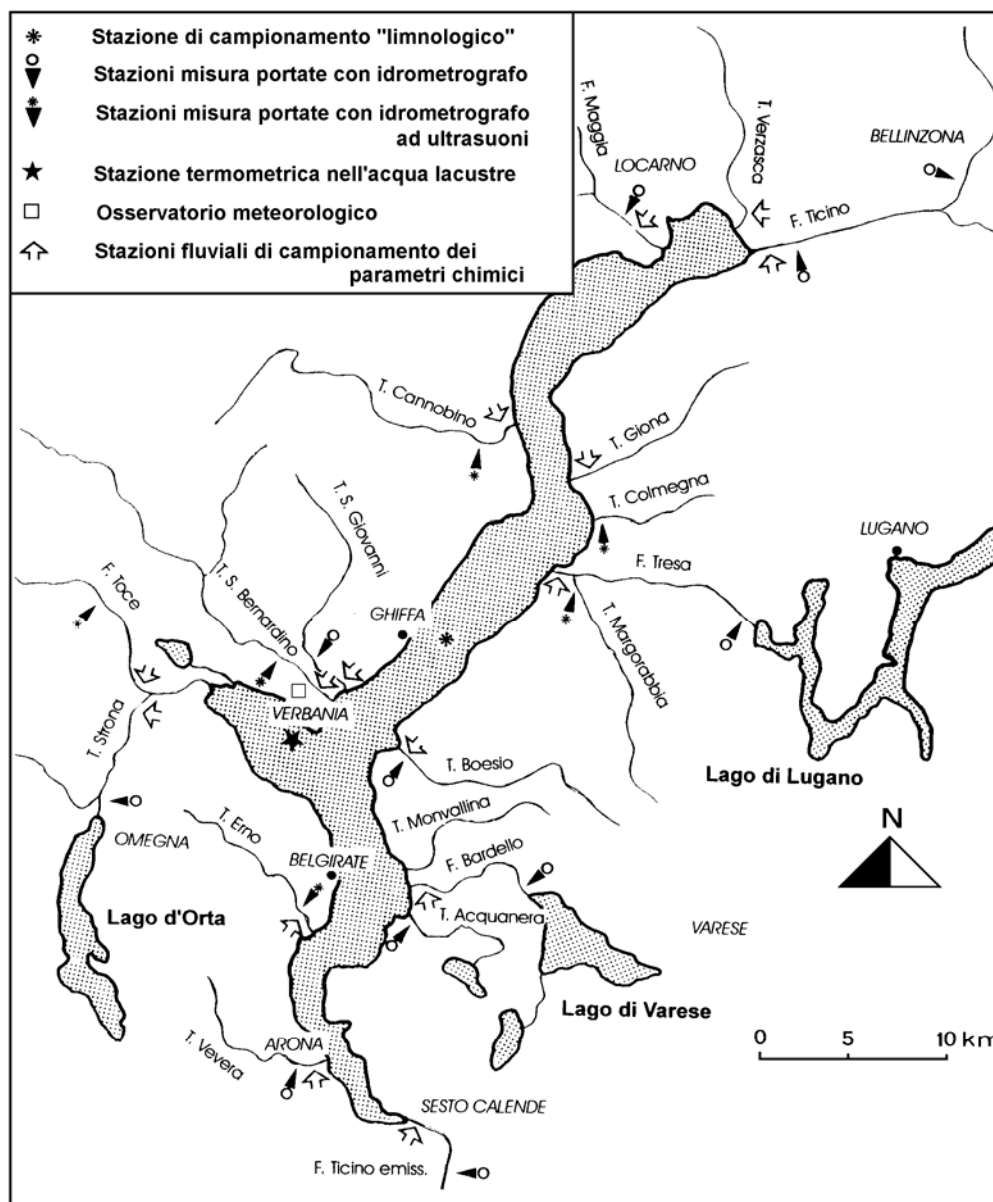 Stazione di campionamento "limnologico"
Stazioni misura portate con idrometrografo
Stazioni misura portate con idrometrografo
ad ultrasuoni
Stazione termometrica nell'acqua lacustre
Osservatorio meteorologico
Stazioni fluviali di campionamento dei
parametri chimici
F. Maggia
T. Verzasca
BELLINZONA
LOCARNO
F. Ticino
T. Cannobino
T. Giona
T. Colmegna
T. S. Giovanni
LUGANO
F. Tresa
F. Toce
T. S. Bernardino
GHIFFA
T. Margorabbia
VERBANIA
T. Strona
T. Boesio
Lago di Lugano
T. Monvallina
N
T. Erno
OMEGNA
F. Bardello
BELGIRATE
Lago d'Orta
T. Acquanera
VARESE
Lago di Varese
T. Vevera
ARONA
0 5 10 km
SESTO CALENDE
F. Ticino emiss.